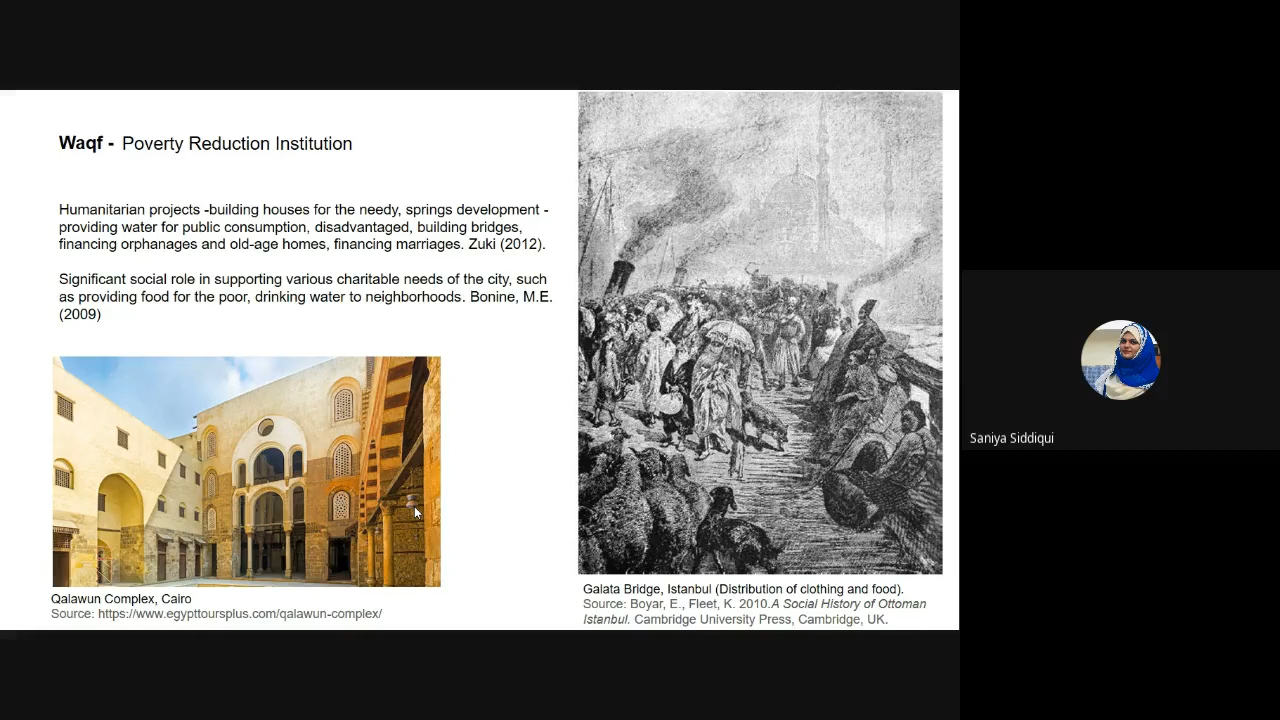 Waqf - Poverty Reduction Institution
Humanitarian projects -building houses for the needy, springs development -
providing water for public consumption, disadvantaged, building bridges,
financing orphanages and old-age homes, financing marriages. Zuki (2012).
Significant social role in supporting various charitable needs of the city, such
as providing food for the poor, drinking water to neighborhoods. Bonine, M.E.
(2009)
Qalawun Complex, Cairo
Source: https://www.egypttoursplus.com/qalawun-complex/
Galata Bridge, Istanbul (Distribution of clothing and food).
Source: Boyar, E., Fleet, K. 2010.A Social History of Ottoman
Istanbul. Cambridge University Press, Cambridge, UK.
Saniya Siddiqui